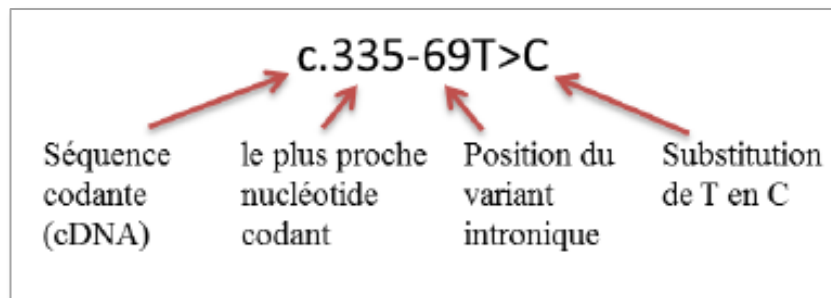 c.335-69T>C
Séquence
codante
(cDNA)
le plus proche
nucléotide
codant
Position du
variant
intronique
Substitution
de T en C